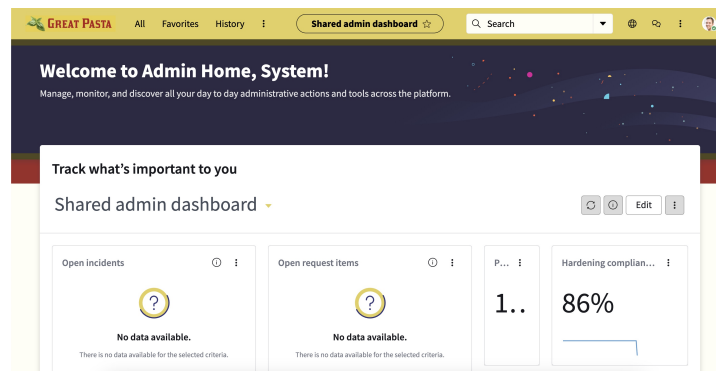 GREAT PASTA All Favorites History Shared admin dashboard Search
Welcome to Admin Home, System!
Manage, monitor, and discover all your day to day administrative actions and tools across the platform.
Track what's important to you
Shared admin dashboard
Edit
Open incidents
?
No data available.
There is no data available for the selected criteria.
Open request items
?
No data available.
There is no data available for the selected criteria.
P...
1..
Hardening complian...
86%